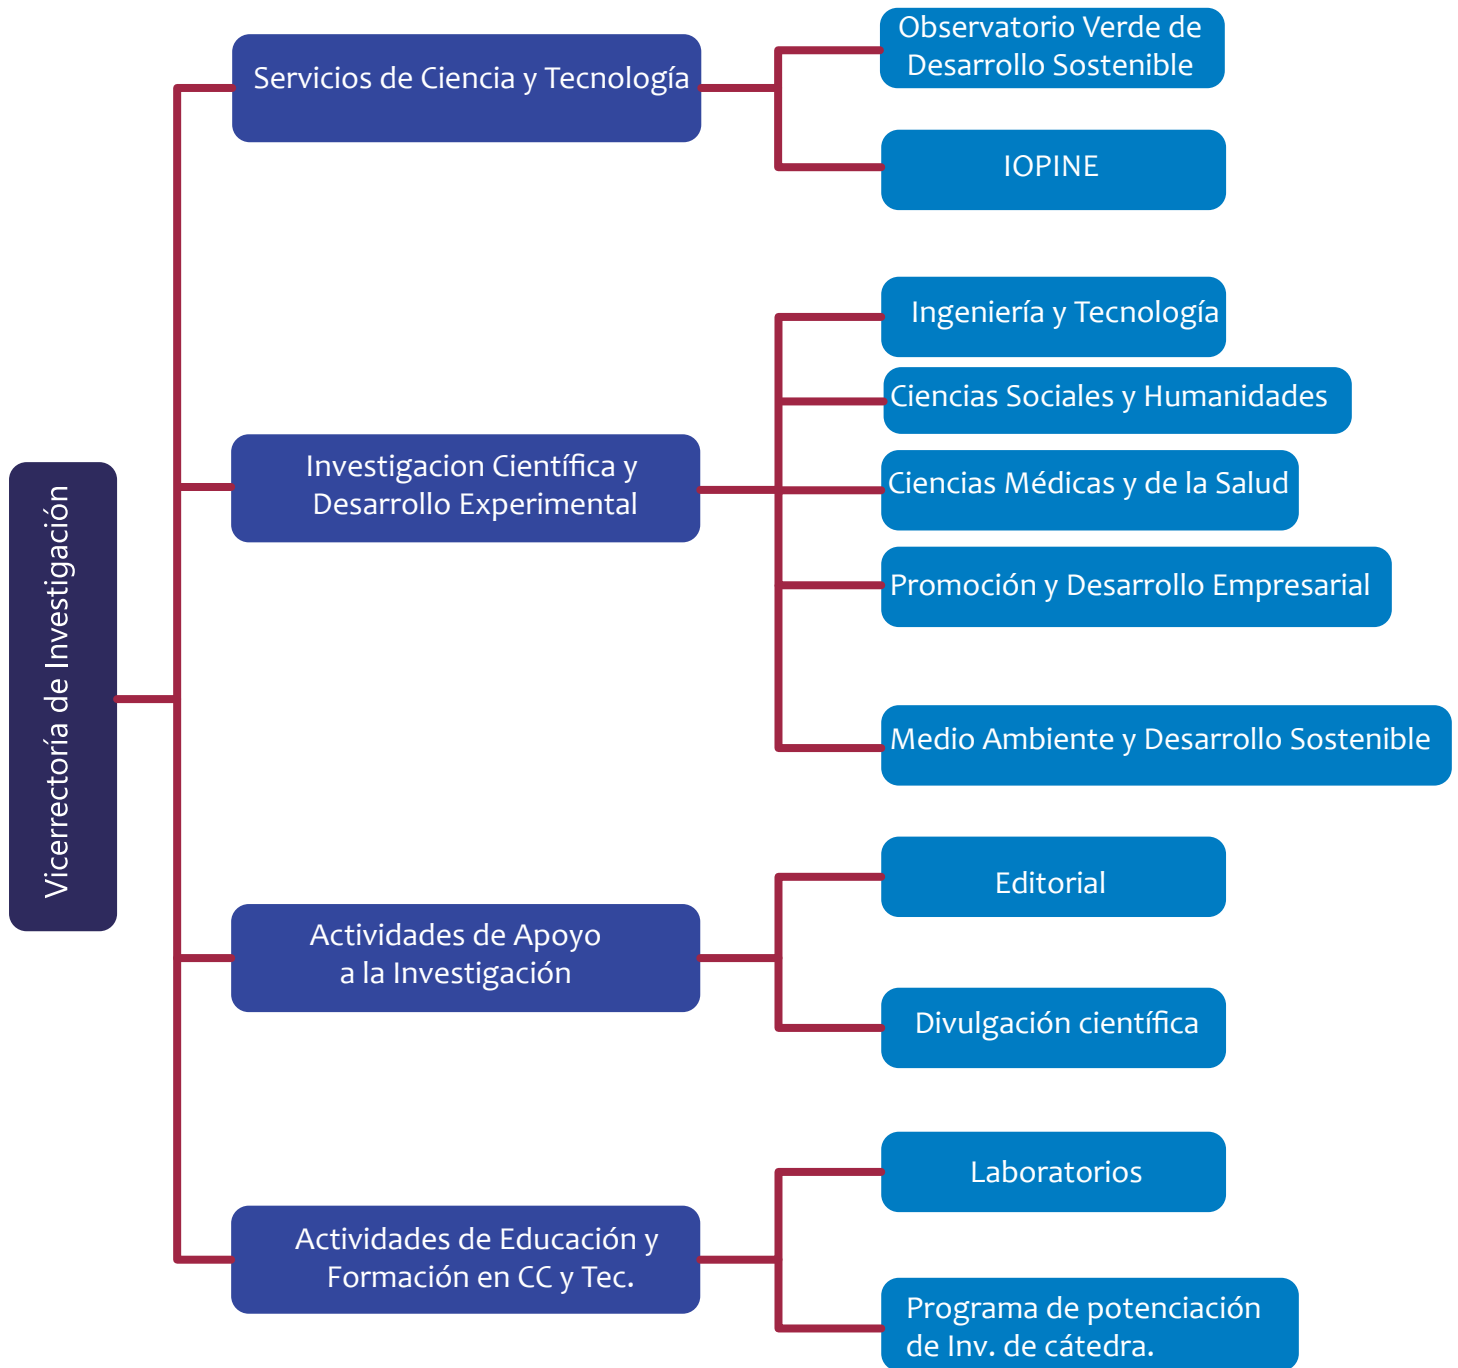 Vicerrectoría de Investigación
Servicios de Ciencia y Tecnología
Observatorio Verde de
Desarrollo Sostenible
IOPINE
Investigacion Científica y
Desarrollo Experimental
Ingeniería y Tecnología
Ciencias Sociales y Humanidades
Ciencias Médicas y de la Salud
Promoción y Desarrollo Empresarial
Medio Ambiente y Desarrollo Sostenible
Actividades de Apoyo
a la Investigación
Editorial
Divulgación científica
Actividades de Educación y
Formación en CC y Tec.
Laboratorios
Programa de potenciación
de Inv. de cátedra.